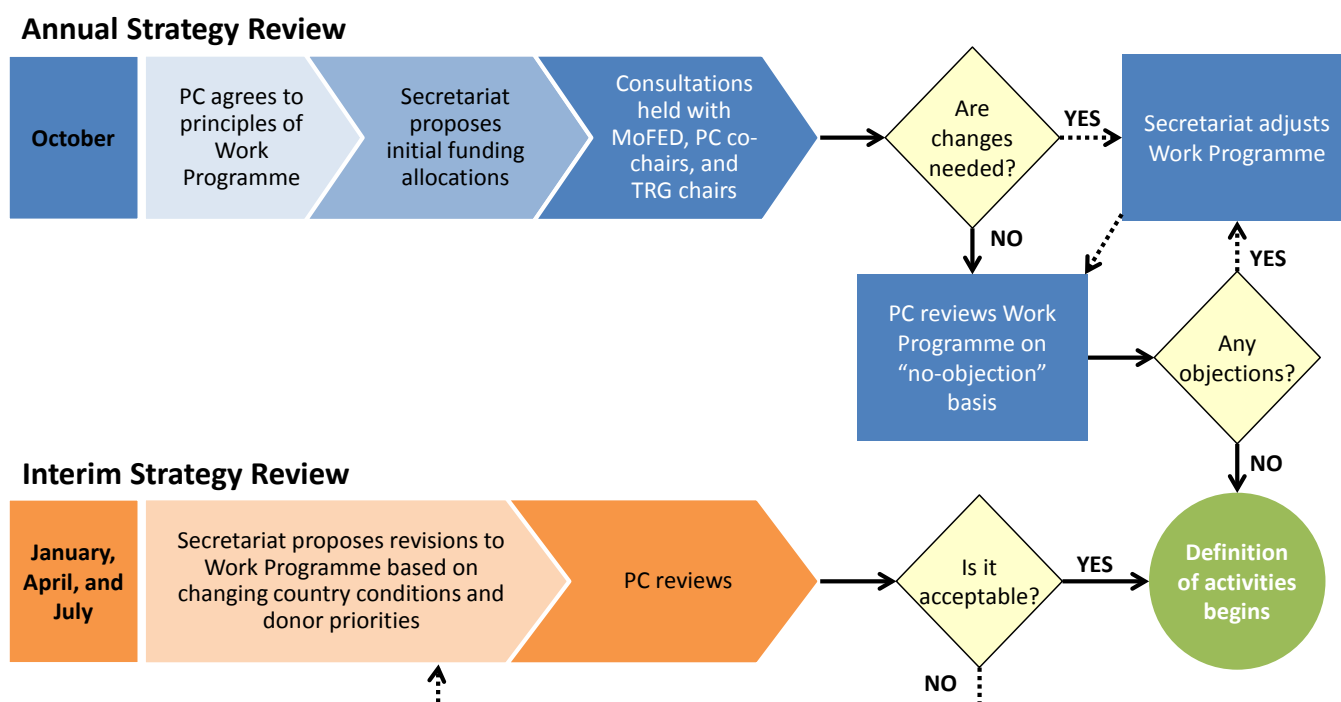 Annual Strategy Review
October
PC agrees to
principles of
Work
Programme
Secretariat
proposes
initial funding
allocations
Consultations
held with
MoFED, PC co-
chairs, and
TRG chairs
Are
changes
needed?
YES
Secretariat adjusts
Work Programme
NO
YES
PC reviews Work
Programme on
“no-objection”
basis
Any
objections?
NO
Interim Strategy Review
January,
April, and
July
Secretariat proposes revisions to
Work Programme based on
changing country conditions and
donor priorities
PC reviews
Is it
acceptable?
YES
Definition
of activities
begins
NO